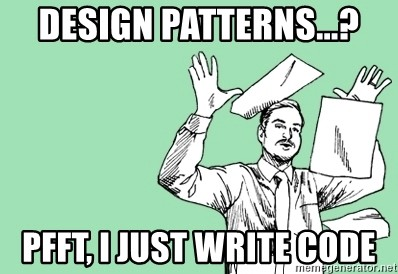 DESIGN PATTERNS...?
PFFT, I JUST WRITE CODE
memegenerator.net